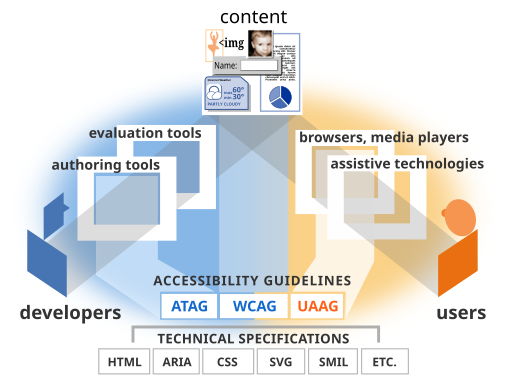 content
<img
Name:
60°
30°
PARTLY CLOUDY
evaluation tools
authoring tools
browsers, media players
assistive technologies
developers
users
ACCESSIBILITY GUIDELINES
ATAG
WCAG
UAAG
TECHNICAL SPECIFICATIONS
HTML
ARIA
CSS
SVG
SMIL
ETC.